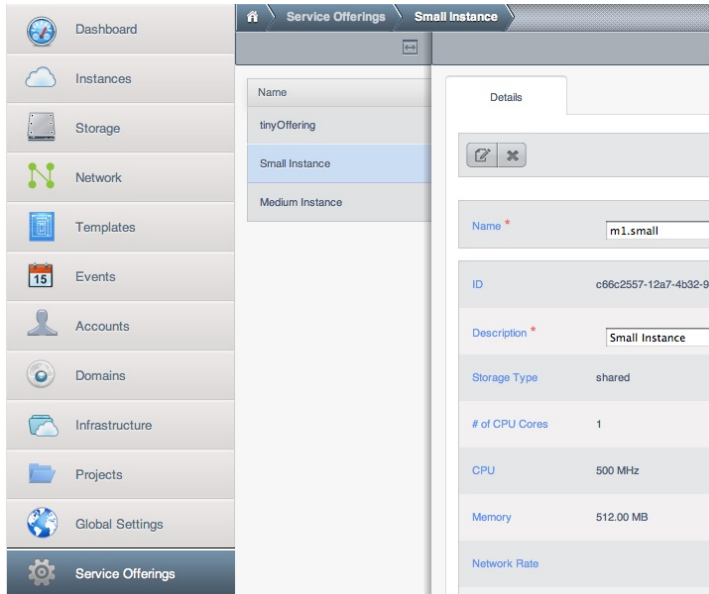 Service Offerings
Small Instance
Dashboard
Instances
Storage
Network
Templates
15
Events
Accounts
Domains
Infrastructure
Projects
Global Settings
Service Offerings
Name
tinyOffering
Small Instance
Medium Instance
Details
Name *
m1.small
ID
c66c2557-12a7-4b32-9
Description *
Small Instance
Storage Type
shared
# of CPU Cores
1
CPU
500 MHz
Memory
512.00 MB
Network Rate